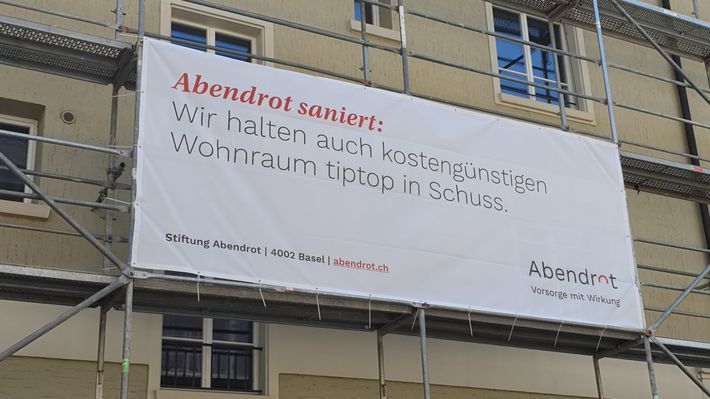 Abendrot saniert:
Wir halten auch kostengünstigen
Wohnraum tiptop in Schuss.
Stiftung Abendrot | 4002 Basel | abendrot.ch
Abendrot
Vorsorge mit Wirkung